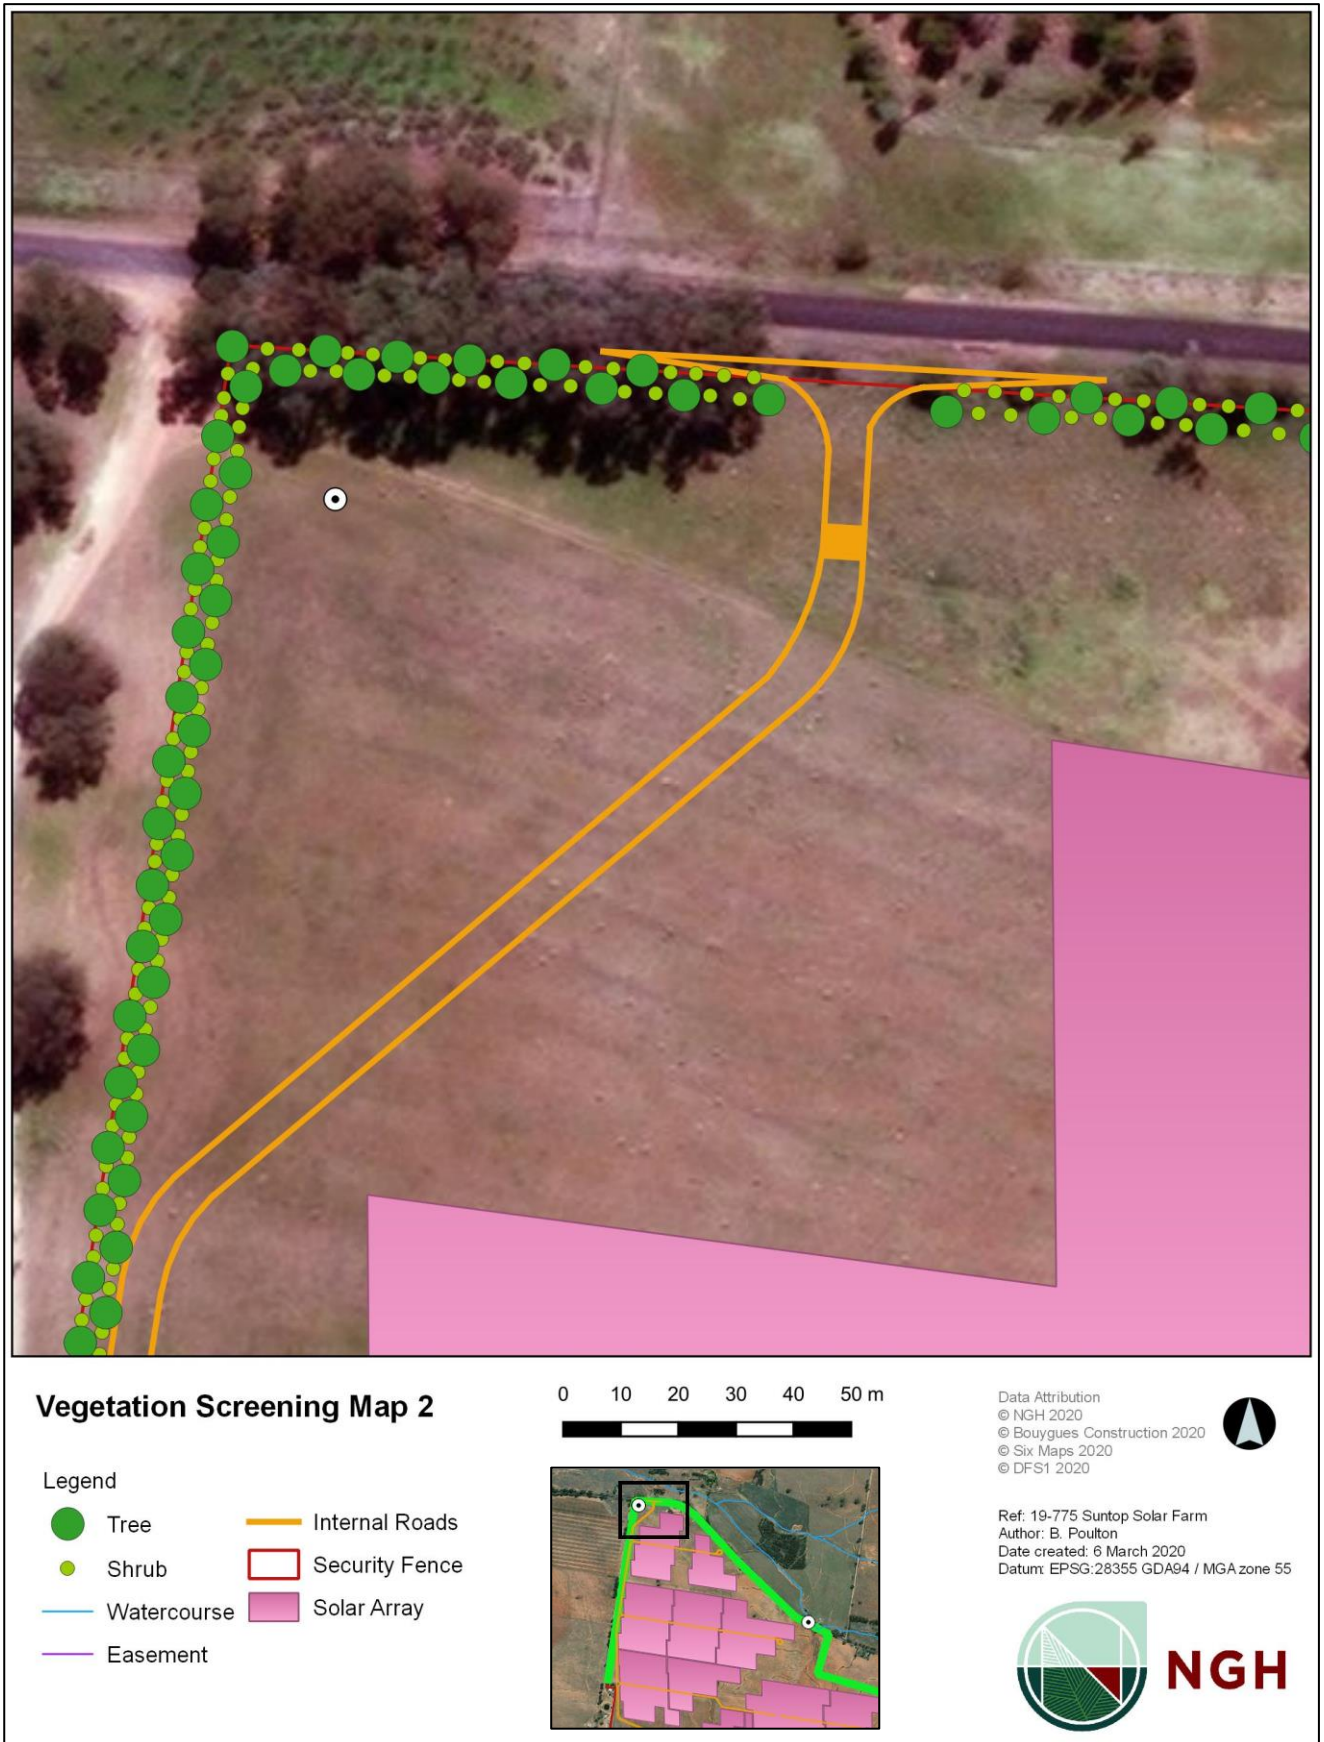 Vegetation Screening Map 2
0 10 20 30 40 50 m
Legend
Tree
Shrub
Watercourse
Easement
Internal Roads
Security Fence
Solar Array
Data Attribution
© NGH 2020
© Bouygues Construction 2020
© Six Maps 2020
© DFS1 2020
Ref: 19-775 Suntop Solar Farm
Author: B. Poulton
Date created: 6 March 2020
Datum: EPSG:28355 GDA94 / MGA zone 55
NGH